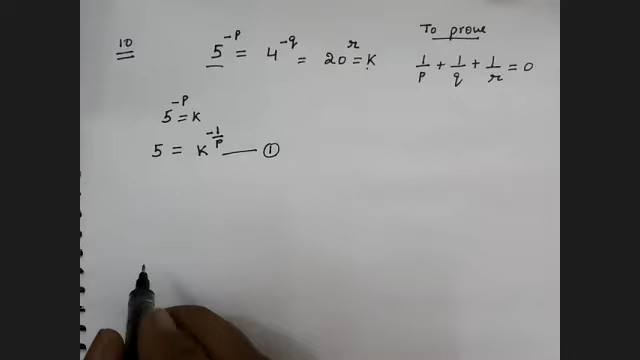 10
5^{-p} = 4^{-q} = 20^{r} = K
To prove
1/p + 1/q + 1/r = 0
5^{-p} = K
5 = K^{-1/p} —— ①